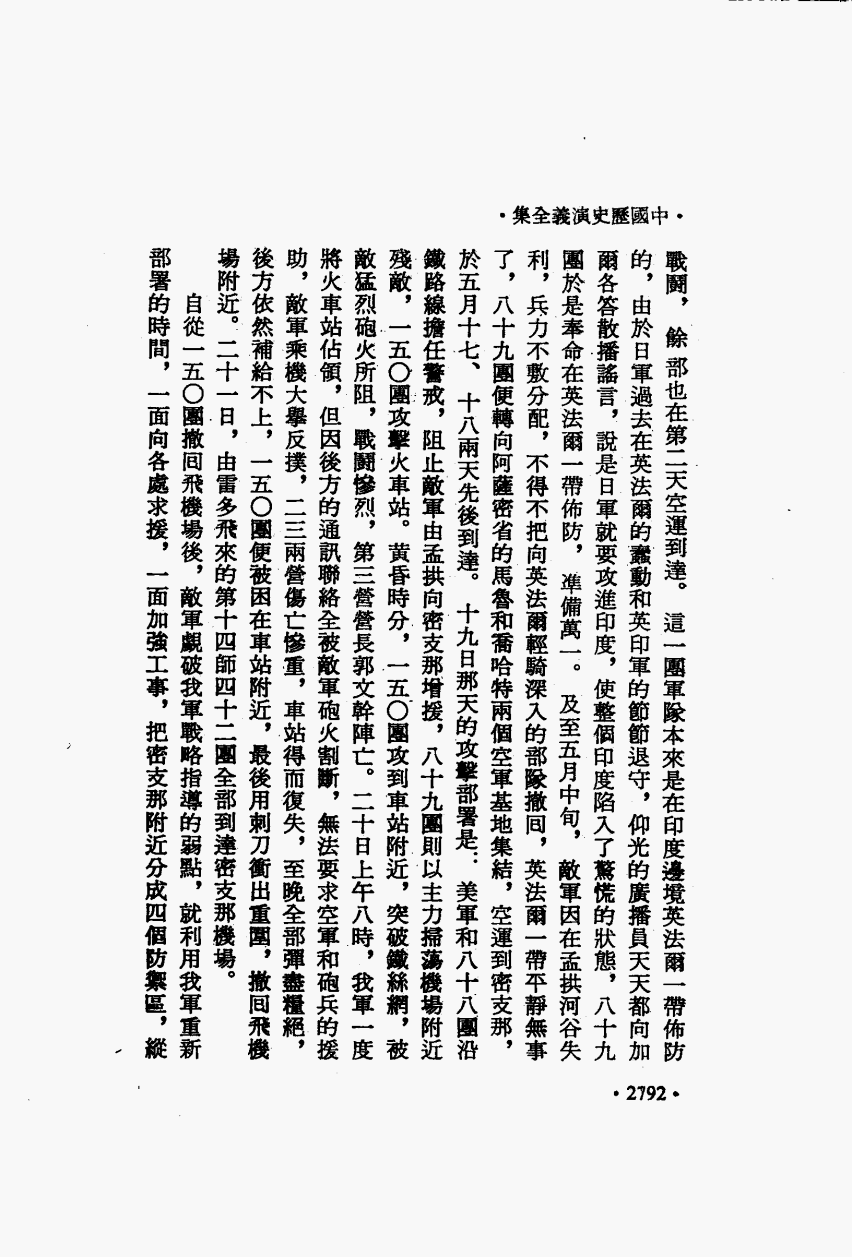 •中國歷史演義全集•
戰鬪，餘部也在第二天空運到達。這一團軍隊本來是在印度邊境英法爾一帶佈防
的，由於日軍過去在英法爾的蠢動和英印軍的節節退守，仰光的廣播員天天都向加
爾各答散播謠言，說是日軍就要攻進印度，使整個印度陷入了驚慌的狀態，八十九
團於是奉命在英法爾一帶佈防，準備萬一。及至五月中旬，敵軍因在孟拱河谷失
利，兵力不敷分配，不得不把向英法爾輕騎深入的部隊撤回，英法爾一帶平靜無事
了，八十九團便轉向阿薩密省的馬魯和喬哈特兩個空軍基地集結，空運到密支那，
於五月十七、十八兩天先後到達。十九日那天的攻擊部署是：美軍和八十八團沿
鐵路線擔任警戒，阻止敵軍由孟拱向密支那增援，八十九團則以主力掃蕩機場附近
殘敵，一五〇團攻擊火車站。黃昏時分，一五〇團攻到車站附近，突破鐵絲網，被
敵猛烈砲火所阻，戰鬪慘烈，第三營營長郭文幹陣亡。二十日上午八時，我軍一度
將火車站佔領，但因後方的通訊聯絡全被敵軍砲火割斷，無法要求空軍和砲兵的援
助，敵軍乘機大舉反撲，二三兩營傷亡慘重，車站得而復失，至晚全部彈盡糧絕，
後方依然補給不上，一五〇團便被困在車站附近，最後用刺刀衝出重圍，撤回飛機
場附近。二十一日，由雷多飛來的第十四師四十二團全部到達密支那機場。
自從一五〇團撤回飛機場後，敵軍覷破我軍戰略指導的弱點，就利用我軍重新
部署的時間，一面向各處求援，一面加強工事，把密支那附近分成四個防禦區，縱
•2792•